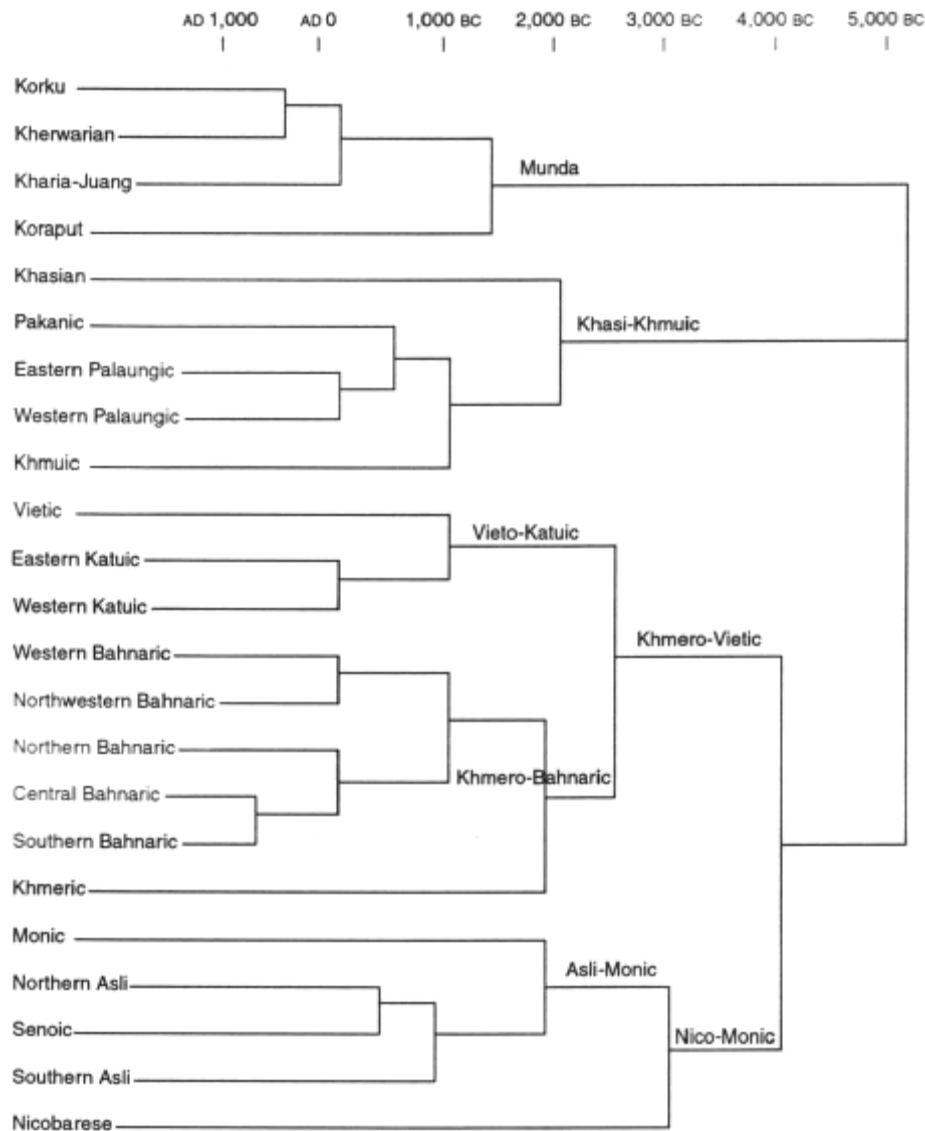 AD 1,000 AD 0 1,000 BC 2,000 BC 3,000 BC 4,000 BC 5,000 BC
Korku
Kherwarian
Munda
Kharia-Juang
Koraput
Khasian
Pakanic
Khasi-Khmuic
Eastern Palaungic
Western Palaungic
Khmuic
Vietic
Vieto-Katuic
Eastern Katuic
Western Katuic
Khmero-Vietic
Western Bahnaric
Northwestern Bahnaric
Northern Bahnaric
Khmero-Bahnaric
Central Bahnaric
Southern Bahnaric
Khmeric
Monic
Asli-Monic
Northern Asli
Senoic
Nico-Monic
Southern Asli
Nicobarese